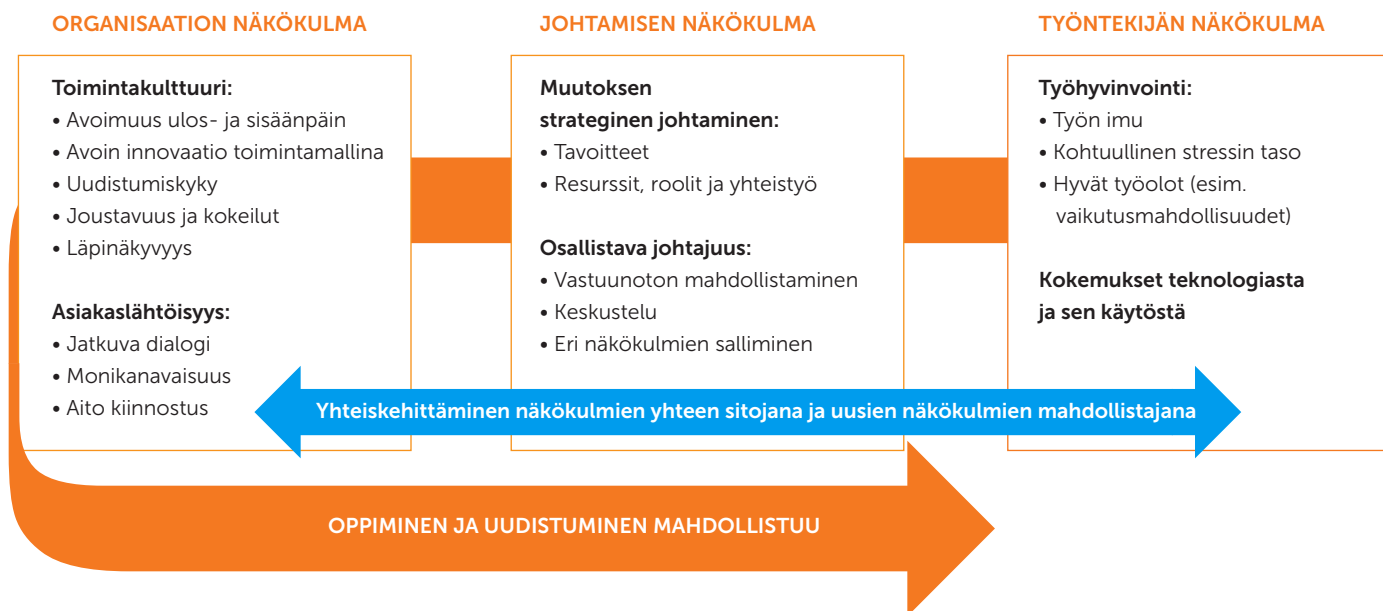 ORGANISAATION NÄKÖKULMA
Toimintakulttuuri:
• Avoimuus ulos- ja sisäänpäin
• Avoin innovaatio toimintamallina
• Uudistumiskyky
• Joustavuus ja kokeilut
• Läpinäkyvyys
Asiakaslähtöisyys:
• Jatkuva dialogi
• Monikanavaisuus
• Aito kiinnostus
JOHTAMISEN NÄKÖKULMA
Muutoksen
strateginen johtaminen:
• Tavoitteet
• Resurssit, roolit ja yhteistyö
Osallistava johtajuus:
• Vastuunoton mahdollistaminen
• Keskustelu
• Eri näkökulmien salliminen
TYÖNTEKIJÄN NÄKÖKULMA
Työhyvinvointi:
• Työn imu
• Kohtuullinen stressin taso
• Hyvät työolot (esim.
vaikutusmahdollisuudet)
Kokemukset teknologiasta
ja sen käytöstä
Yhteiskehittäminen näkökulmien yhteen sitojana ja uusien näkökulmien mahdollistajana
OPPIMINEN JA UUDISTUMINEN MAHDOLLISTUU